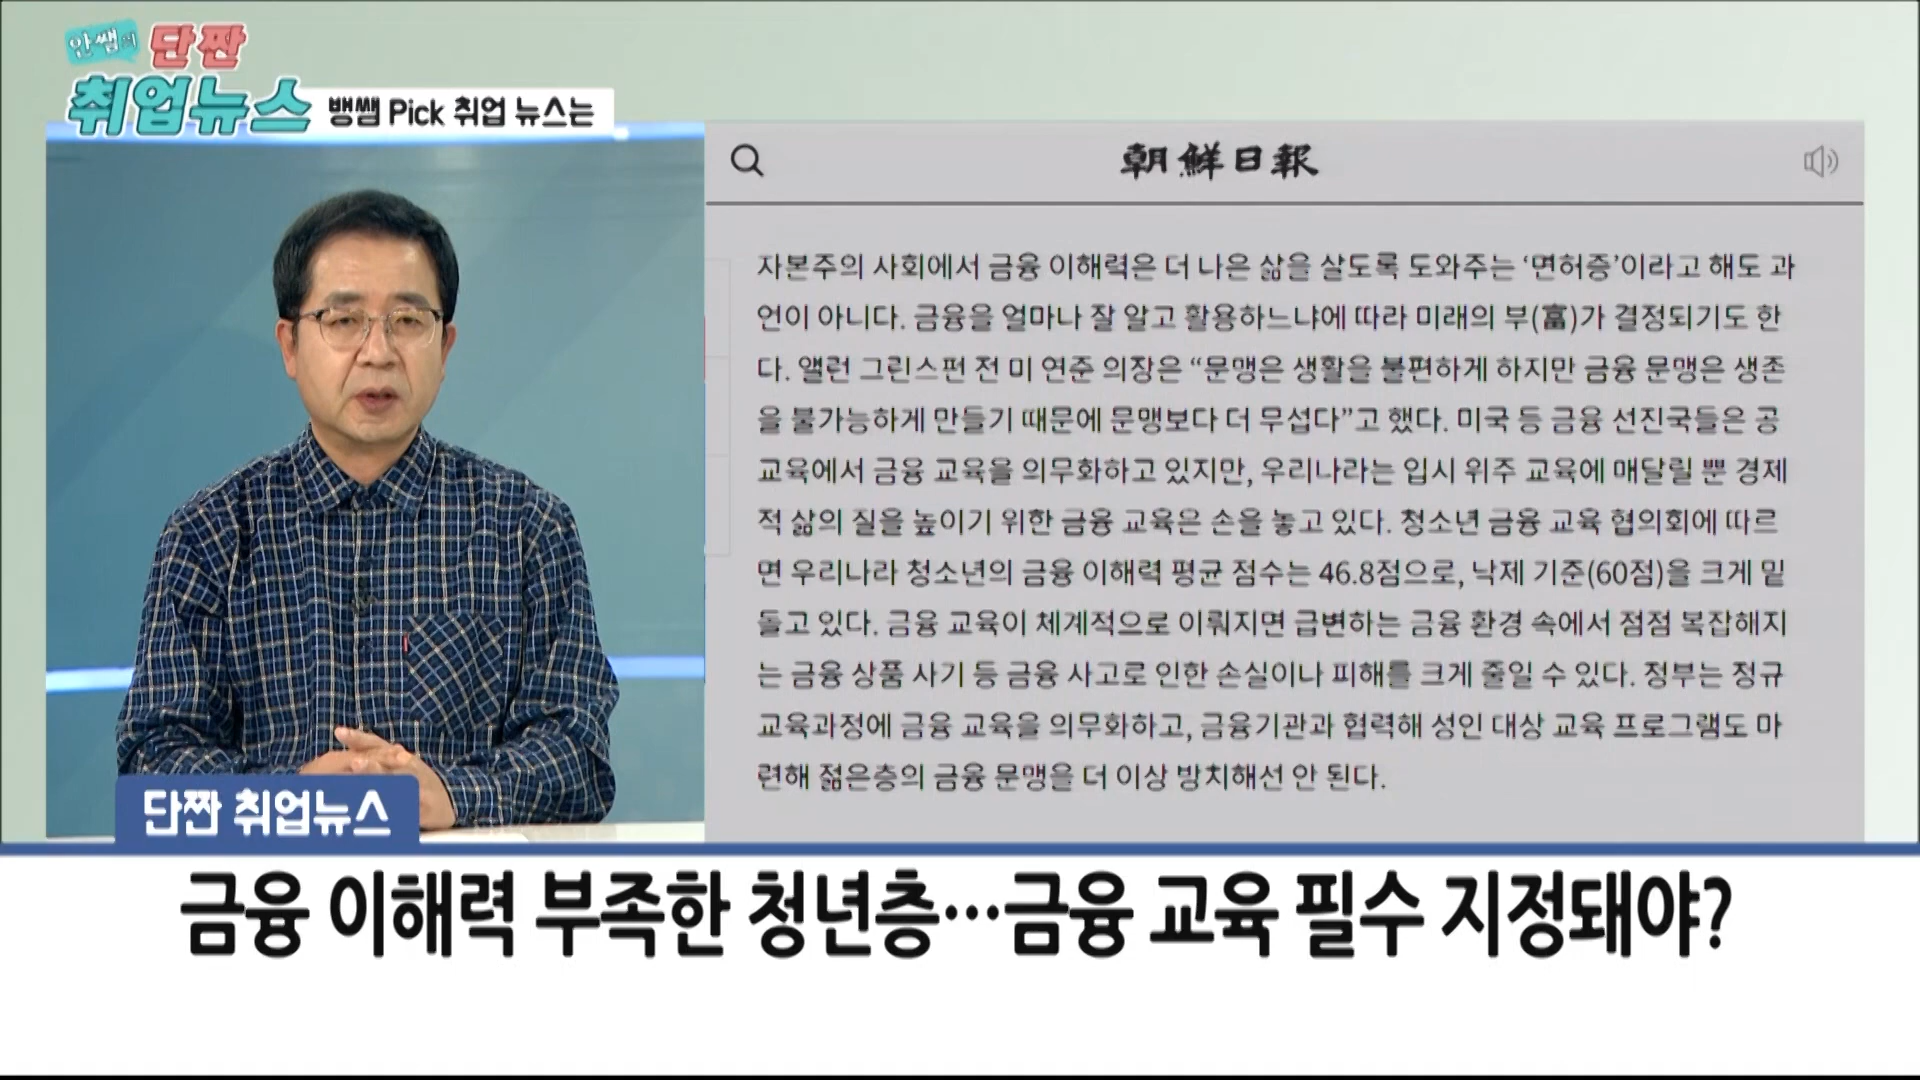 안쌤의 단짠
취업뉴스 뱅쌤 Pick 취업 뉴스는
朝鮮日報
자본주의 사회에서 금융 이해력은 더 나은 삶을 살도록 도와주는 ‘면허증’이라고 해도 과
언이 아니다. 금융을 얼마나 잘 알고 활용하느냐에 따라 미래의 부(富)가 결정되기도 한
다. 앨런 그린스펀 전 미 연준 의장은 “문맹은 생활을 불편하게 하지만 금융 문맹은 생존
을 불가능하게 만들기 때문에 문맹보다 더 무섭다”고 했다. 미국 등 금융 선진국들은 공
교육에서 금융 교육을 의무화하고 있지만, 우리나라는 입시 위주 교육에 매달릴 뿐 경제
적 삶의 질을 높이기 위한 금융 교육은 손을 놓고 있다. 청소년 금융 교육 협의회에 따르
면 우리나라 청소년의 금융 이해력 평균 점수는 46.8점으로, 낙제 기준(60점)을 크게 밑
돌고 있다. 금융 교육이 체계적으로 이뤄지면 급변하는 금융 환경 속에서 점점 복잡해지
는 금융 상품 사기 등 금융 사고로 인한 손실이나 피해를 크게 줄일 수 있다. 정부는 정규
교육과정에 금융 교육을 의무화하고, 금융기관과 협력해 성인 대상 교육 프로그램도 마
련해 젊은층의 금융 문맹을 더 이상 방치해선 안 된다.
단짠 취업뉴스
금융 이해력 부족한 청년층…금융 교육 필수 지정돼야?